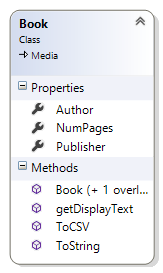 Book
Class
Media
Properties
Author
NumPages
Publisher
Methods
Book (+ 1 overl...
getDisplayText
ToCSV
ToString